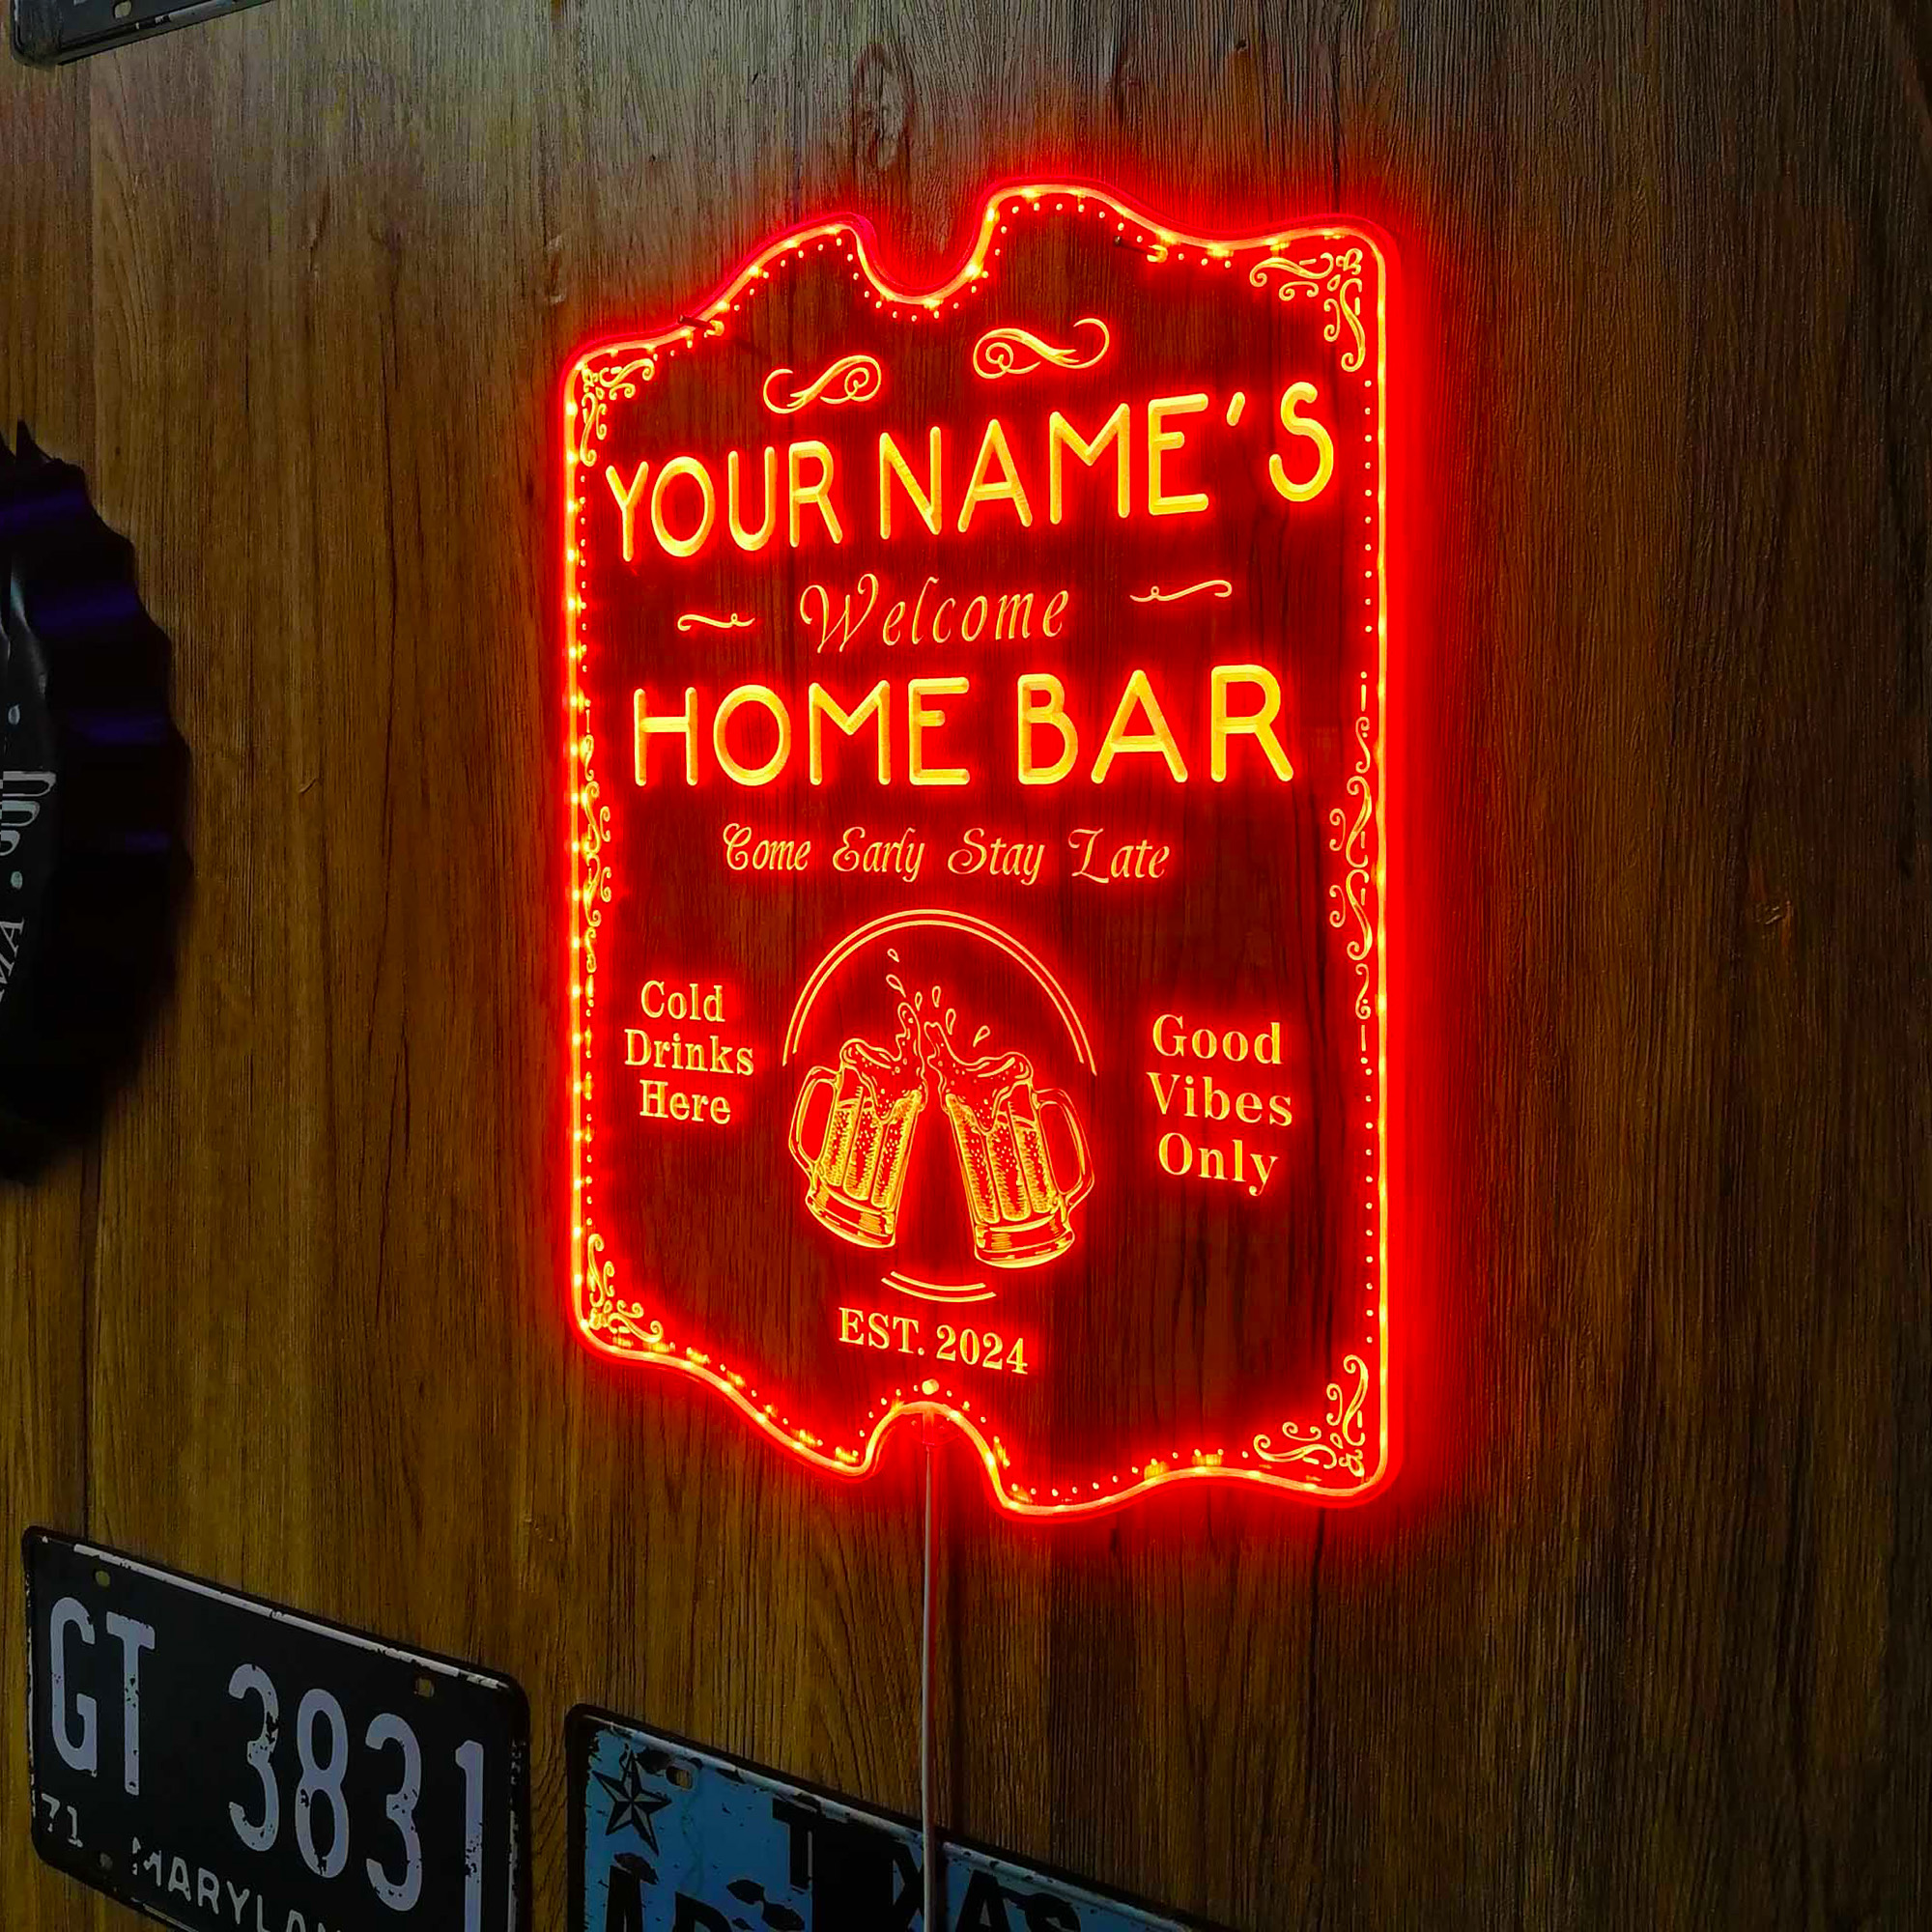 YOUR NAME'S
Welcome
HOME BAR
Come Early Stay Late
Cold
Drinks
Here
Good
Vibes
Only
EST. 2024
GT 3831
71